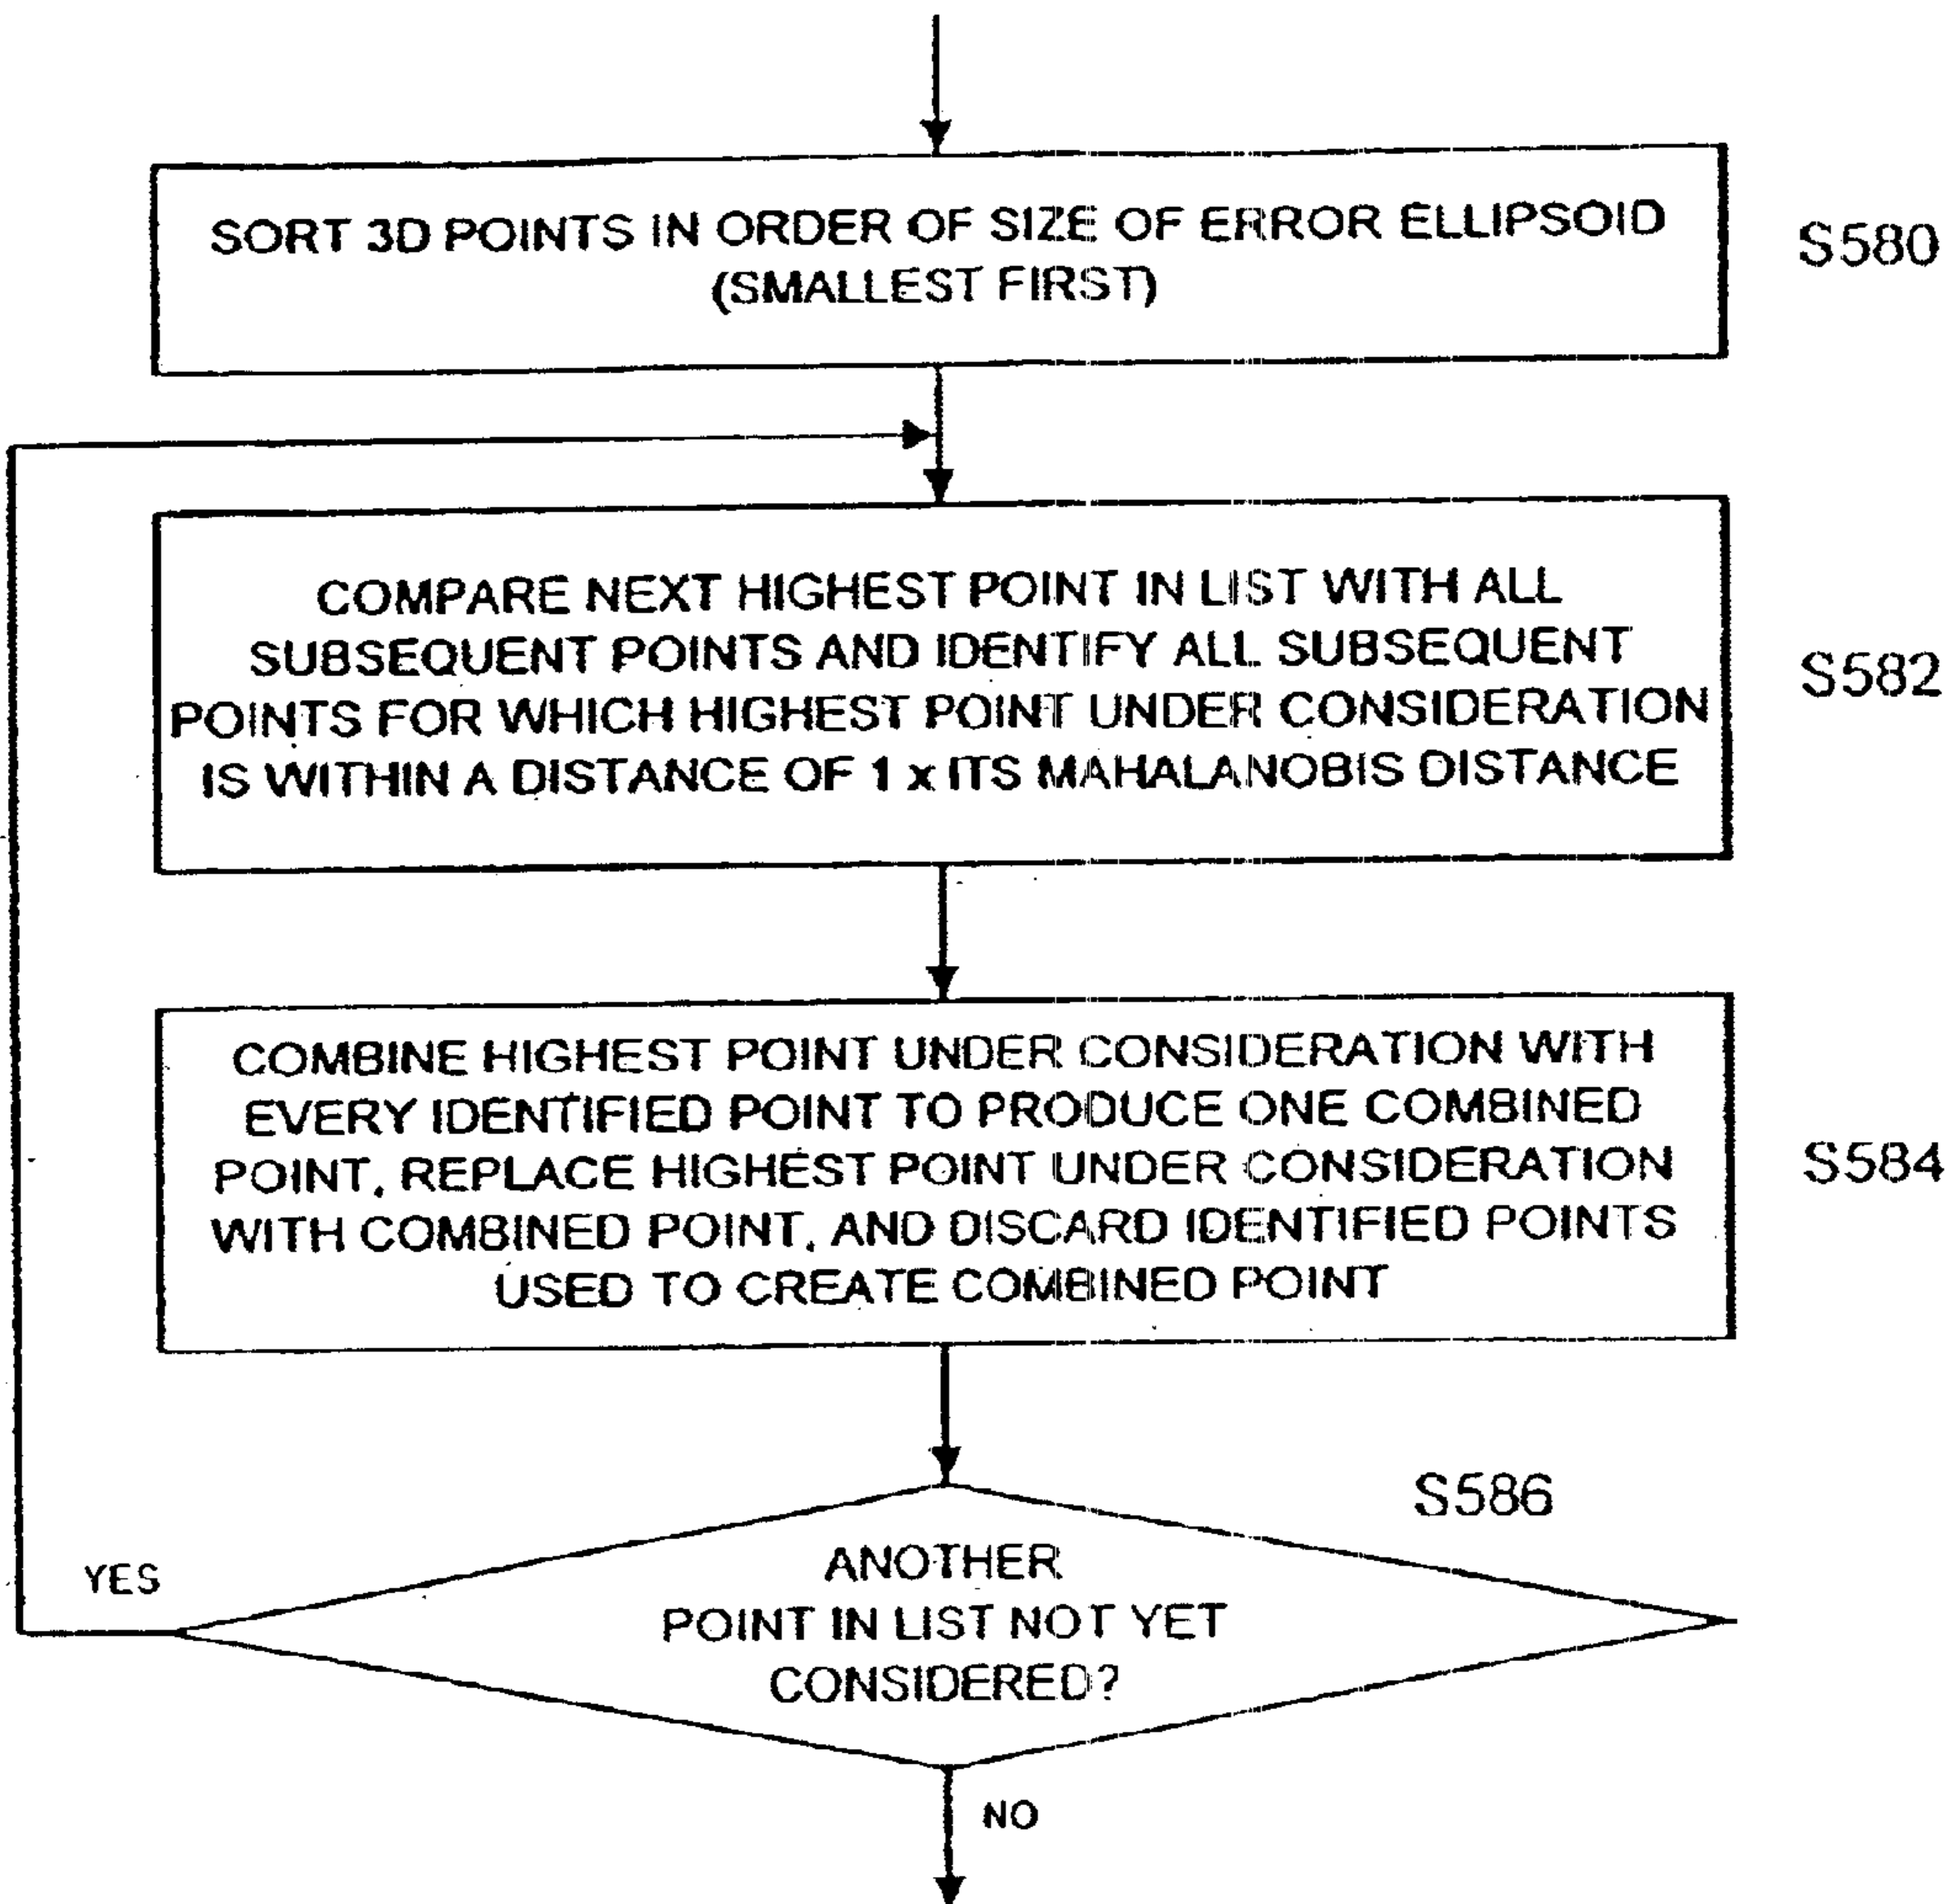 SORT 3D POINTS IN ORDER OF SIZE OF ERROR ELLIPSOID
(SMALLEST FIRST)
S580
COMPARE NEXT HIGHEST POINT IN LIST WITH ALL
SUBSEQUENT POINTS AND IDENTIFY ALL SUBSEQUENT
POINTS FOR WHICH HIGHEST POINT UNDER CONSIDERATION
IS WITHIN A DISTANCE OF 1 x ITS MAHALANOBIS DISTANCE
S582
COMBINE HIGHEST POINT UNDER CONSIDERATION WITH
EVERY IDENTIFIED POINT TO PRODUCE ONE COMBINED
POINT, REPLACE HIGHEST POINT UNDER CONSIDERATION
WITH COMBINED POINT, AND DISCARD IDENTIFIED POINTS
USED TO CREATE COMBINED POINT
S584
S586
ANOTHER
POINT IN LIST NOT YET
CONSIDERED?
YES
NO